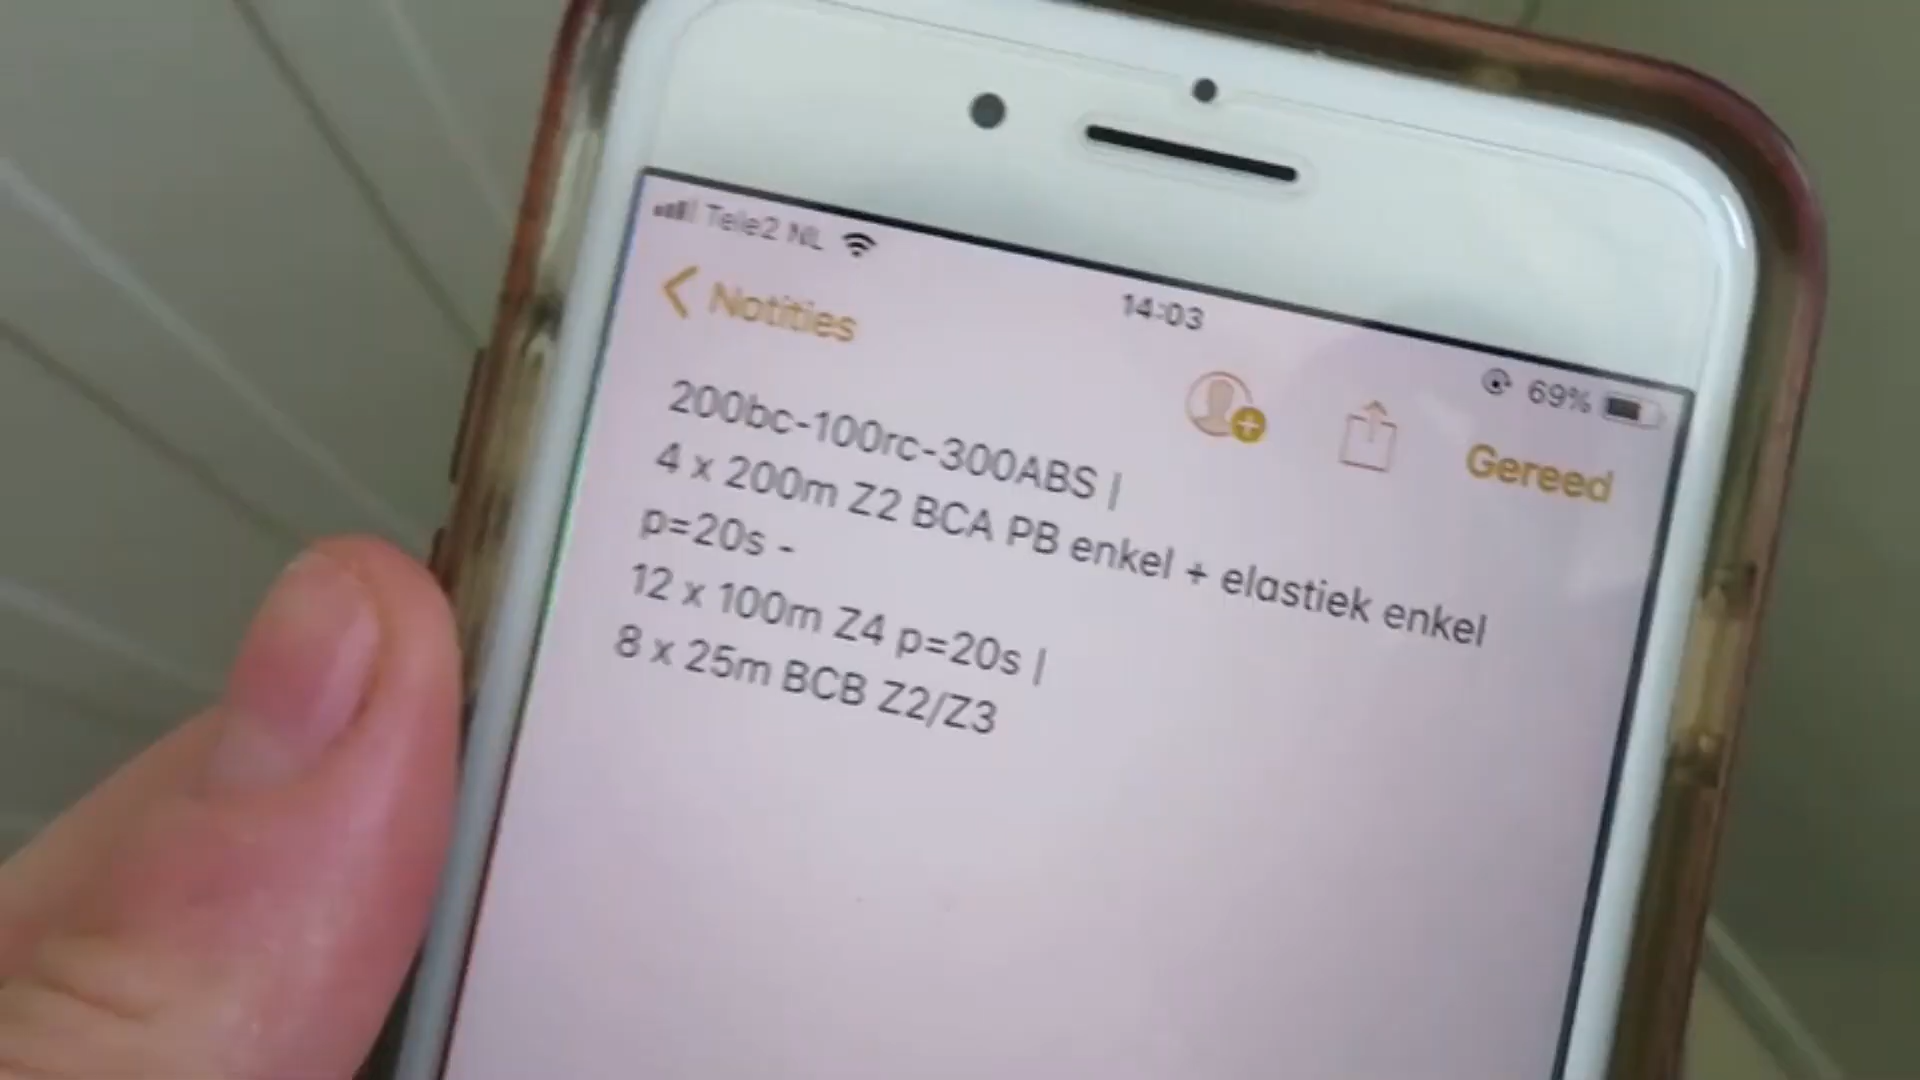 Tele2 NL
14:03
69%
Notities
Gereed
200bc-100rc-300ABS |
4 x 200m Z2 BCA PB enkel + elastiek enkel
p=20s -
12 x 100m Z4 p=20s |
8 x 25m BCB Z2/Z3